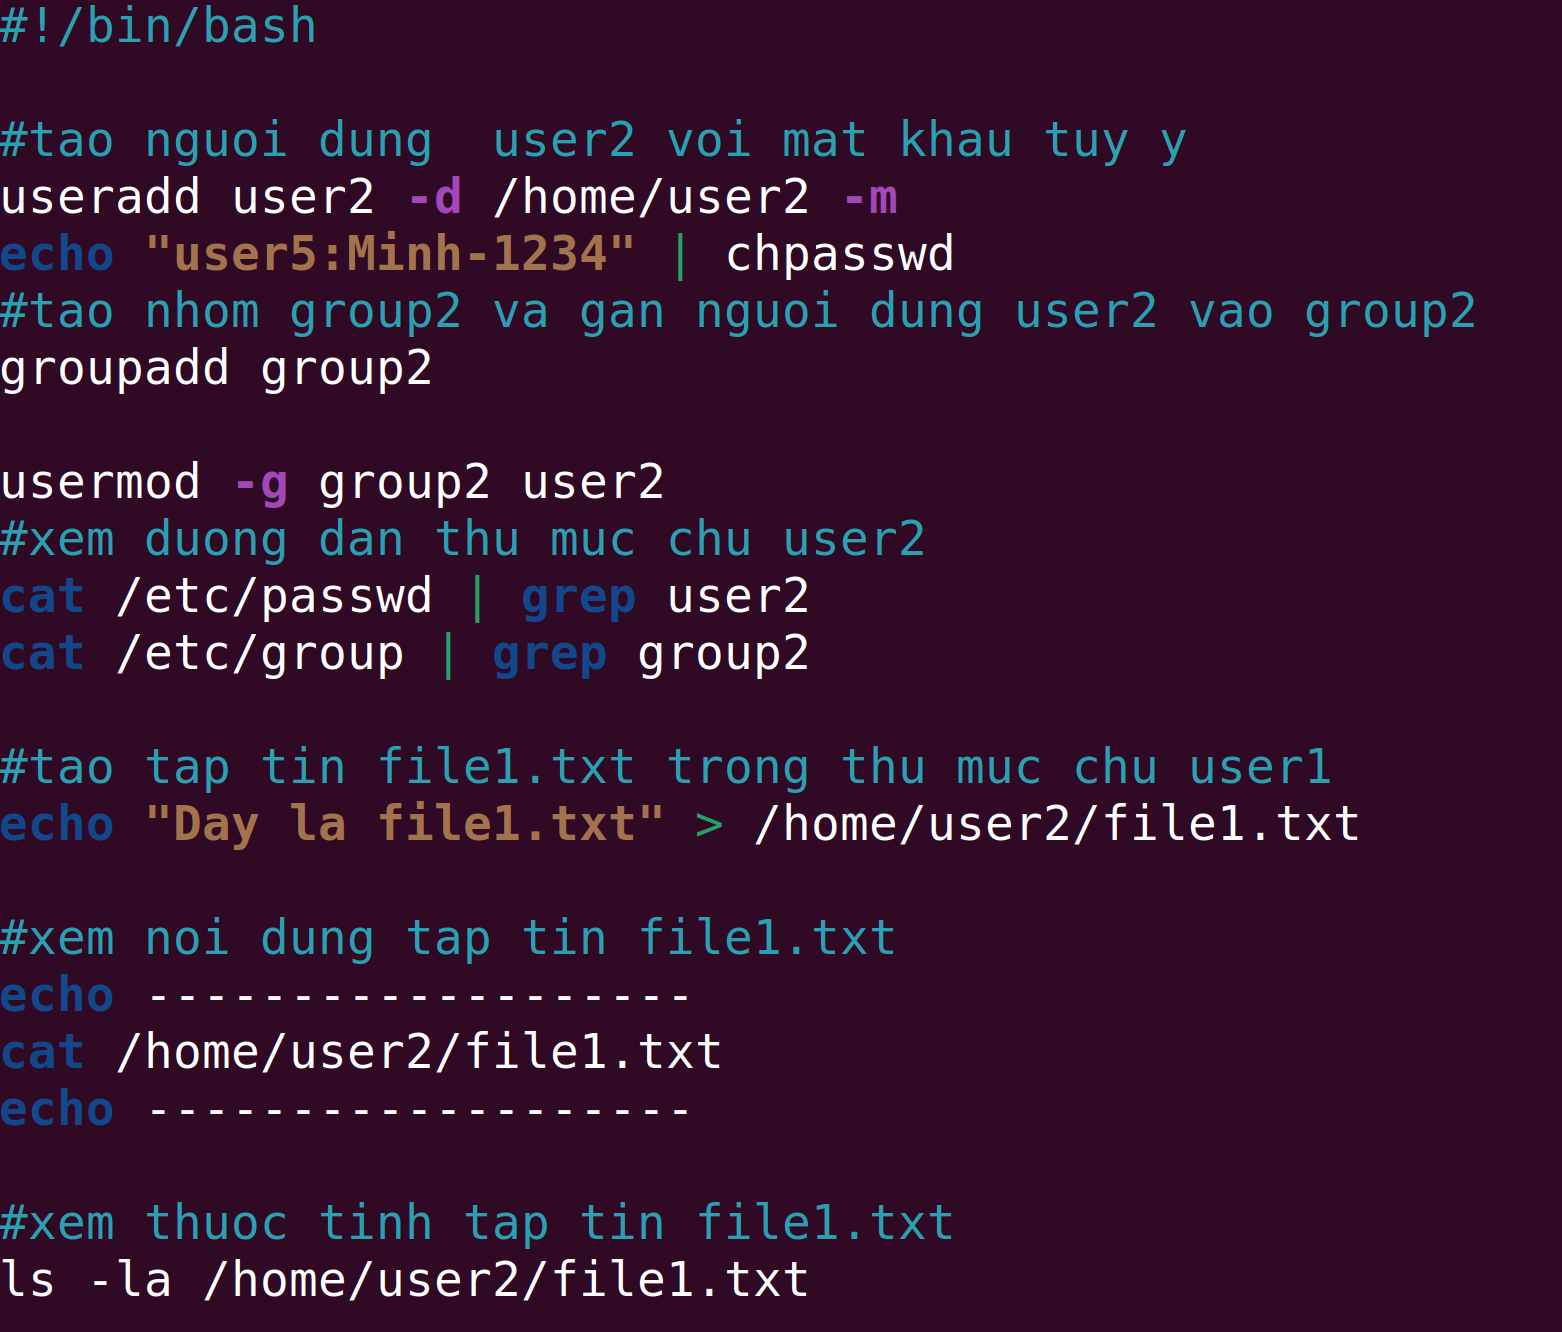 #!/bin/bash
#tao nguoi dung  user2 voi mat khau tuy y
useradd user2 -d /home/user2 -m
echo "user5:Minh-1234" | chpasswd
#tao nhom group2 va gan nguoi dung user2 vao group2
groupadd group2
usermod -g group2 user2
#xem duong dan thu muc chu user2
cat /etc/passwd | grep user2
cat /etc/group | grep group2
#tao tap tin file1.txt trong thu muc chu user1
echo "Day la file1.txt" > /home/user2/file1.txt
#xem noi dung tap tin file1.txt
echo -------------------
cat /home/user2/file1.txt
echo -------------------
#xem thuoc tinh tap tin file1.txt
ls -la /home/user2/file1.txt